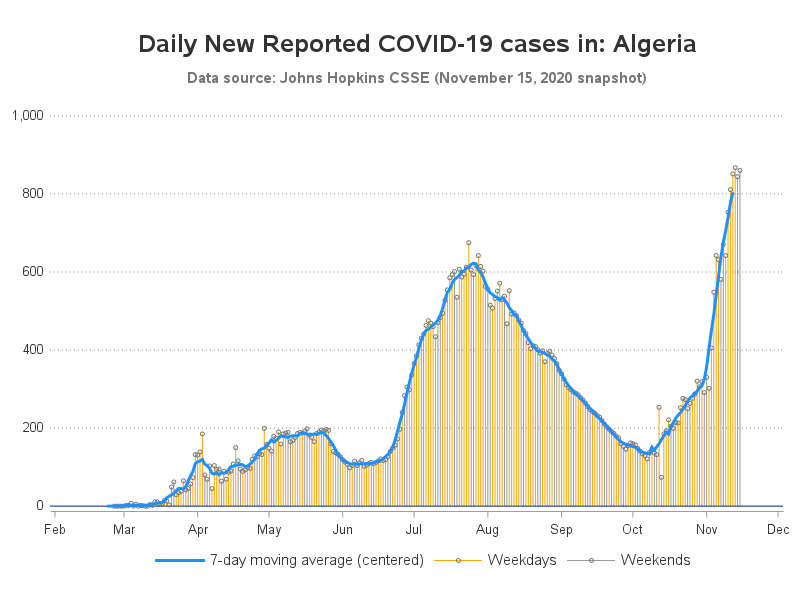 Daily New Reported COVID-19 cases in: Algeria
Data source: Johns Hopkins CSSE (November 15, 2020 snapshot)
1,000
800
600
400
200
0
Feb Mar Apr May Jun Jul Aug Sep Oct Nov Dec
7-day moving average (centered) Weekdays Weekends